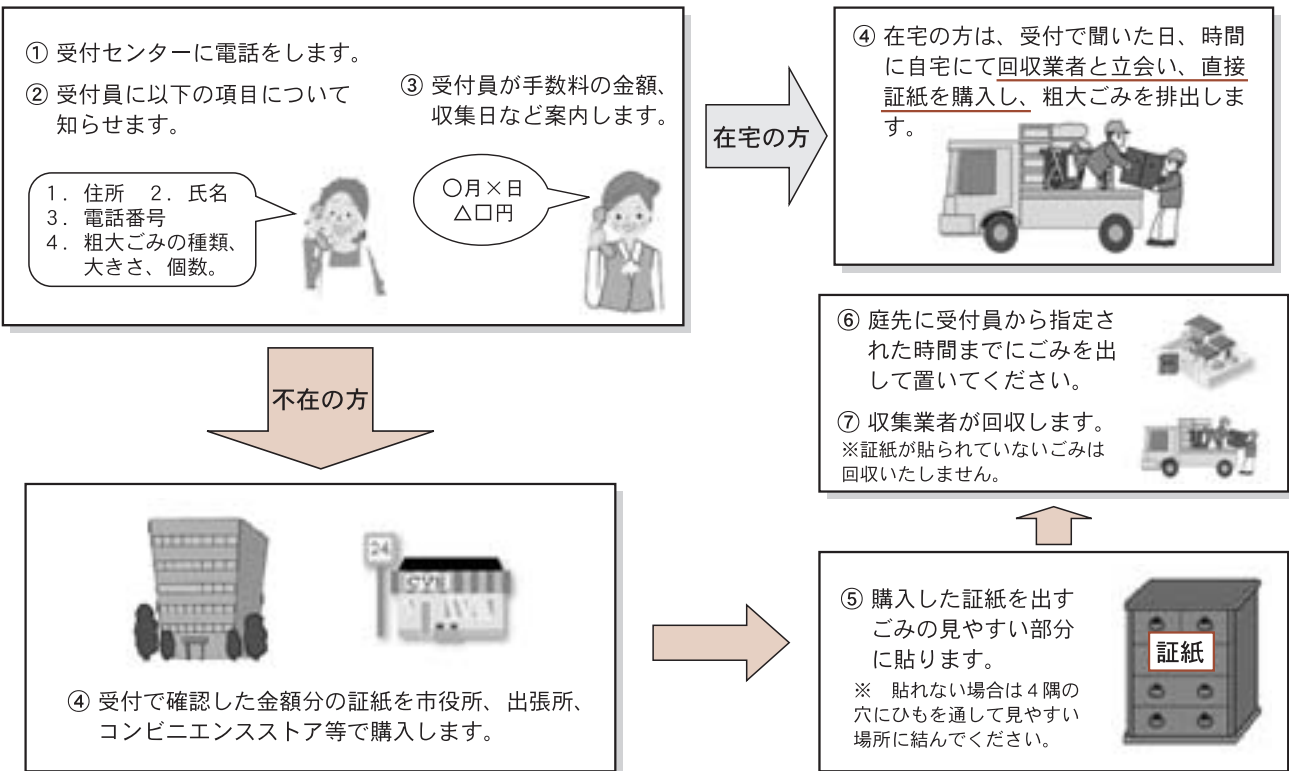 ① 受付センターに電話をします。
② 受付員に以下の項目について
知らせます。
1. 住所 2. 氏名
3. 電話番号
4. 粗大ごみの種類、
大きさ、個数。
③ 受付員が手数料の金額、
収集日など案内します。
○月×日
△□円
在宅の方
④ 在宅の方は、受付で聞いた日、時間
に自宅にて回収業者と立会い、直接
証紙を購入し、粗大ごみを排出しま
す。
不在の方
24
④ 受付で確認した金額分の証紙を市役所、出張所、
コンビニエンスストア等で購入します。
⑤ 購入した証紙を出す
ごみの見やすい部分
に貼ります。
※ 貼れない場合は4隅の
穴にひもを通して見やすい
場所に結んでください。
証紙
⑥ 庭先に受付員から指定さ
れた時間までにごみを出
して置いてください。
⑦ 収集業者が回収します。
※証紙が貼られていないごみは
回収いたしません。